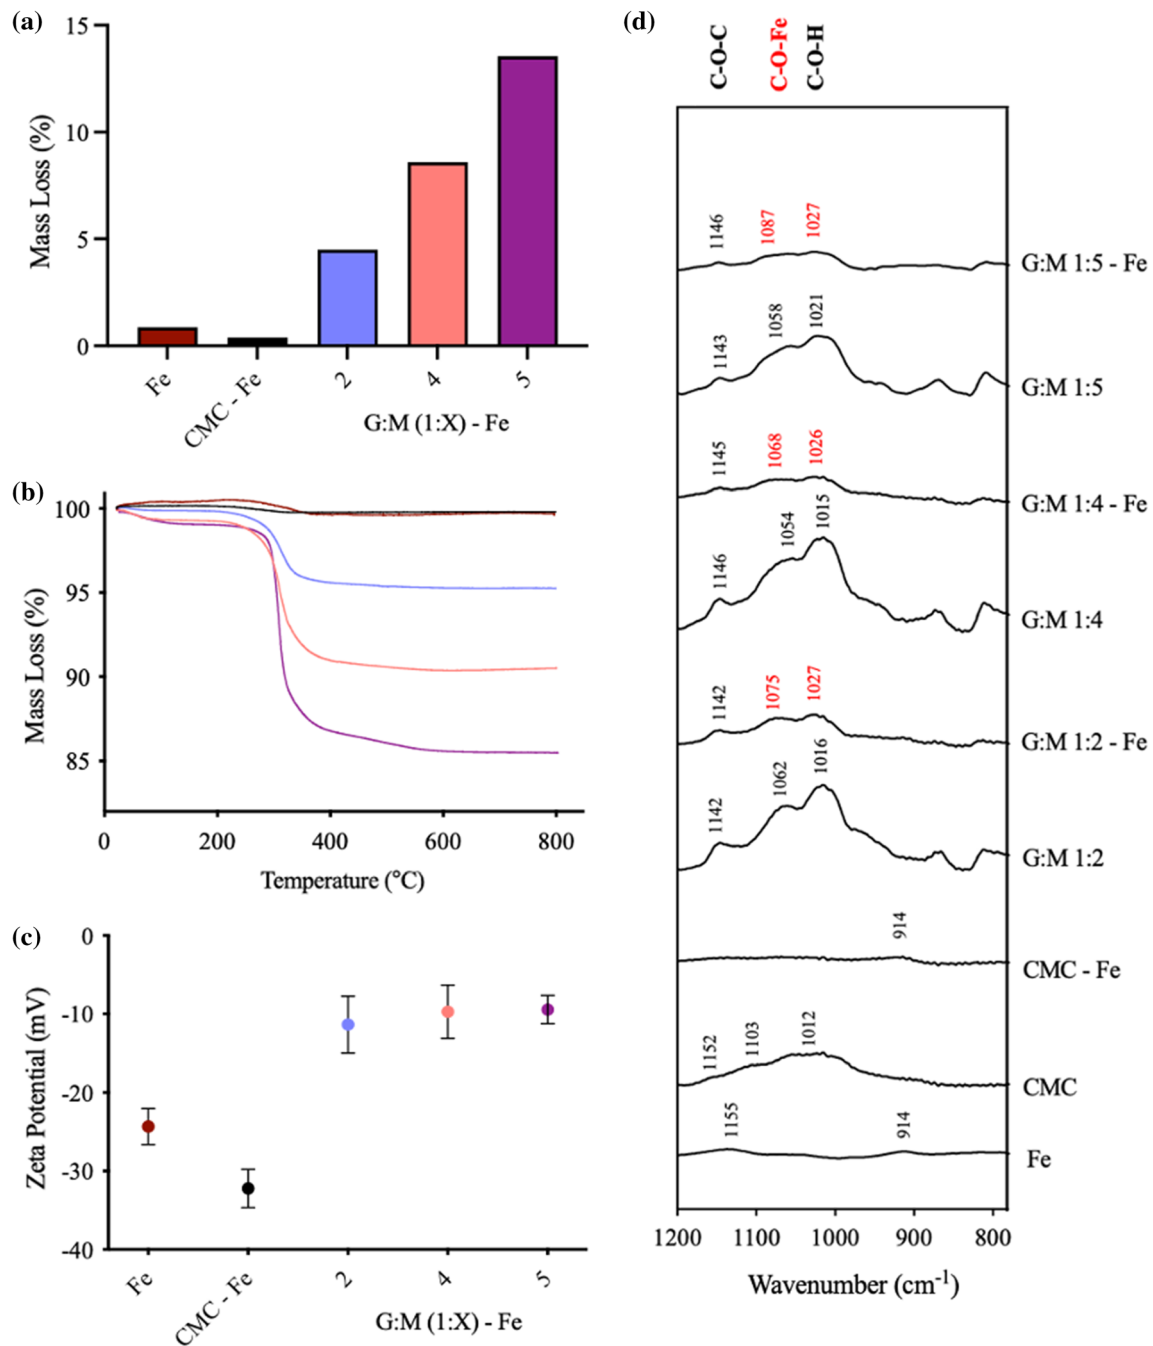 (a)
Mass Loss (%)
15
10
5
0
Fe
CMC - Fe
2
4
5
G:M (1:X) - Fe
(b)
Mass Loss (%)
100
95
90
85
0
200
400
600
800
Temperature (°C)
(c)
Zeta Potential (mV)
0
-10
-20
-30
-40
Fe
CMC - Fe
2
4
5
G:M (1:X) - Fe
(d)
C-O-C
C-O-Fe
C-O-H
1146
1087
1027
G:M 1:5 - Fe
1143
1058
1021
G:M 1:5
1145
1068
1026
G:M 1:4 - Fe
1146
1054
1015
G:M 1:4
1142
1075
1027
G:M 1:2 - Fe
1142
1062
1016
G:M 1:2
914
CMC - Fe
1152
1103
1012
CMC
1155
914
Fe
1200
1100
1000
900
800
Wavenumber (cm-1)